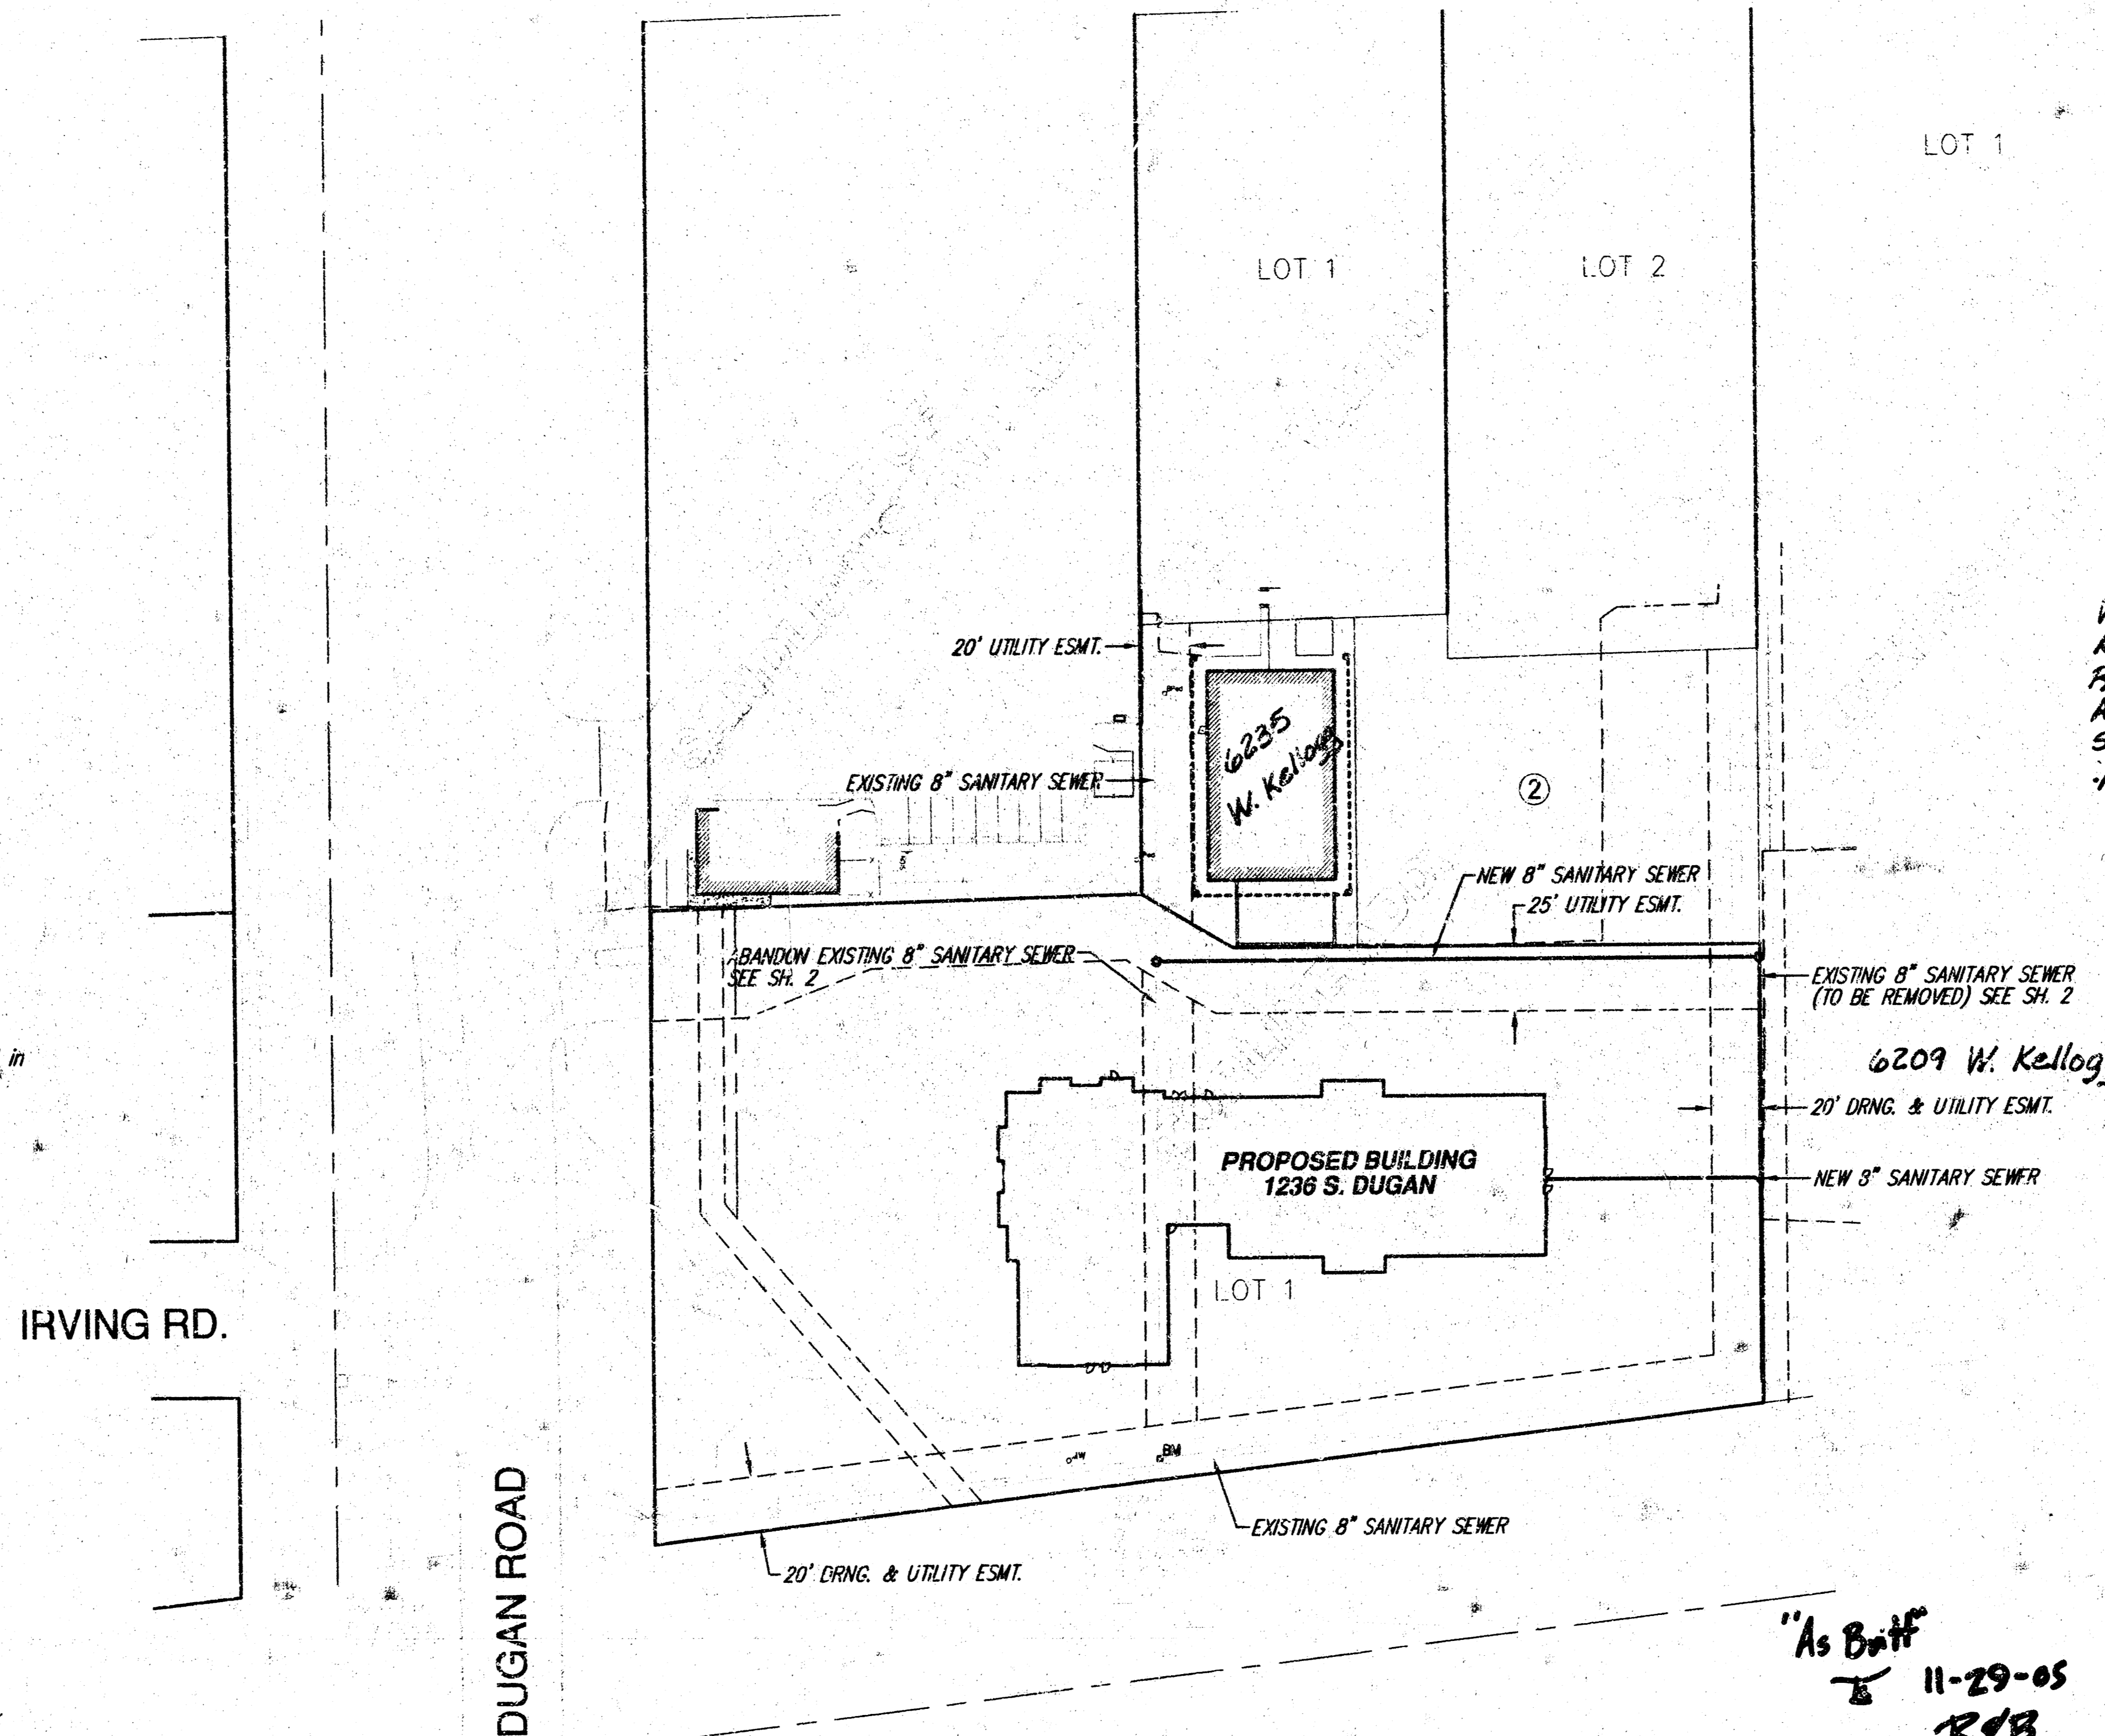 LOT 1
LOT 1
LOT 2
20' UTILITY ESMT.
6235
W. Kellogg
EXISTING 8" SANITARY SEWER
2
NEW 8" SANITARY SEWER
25' UTILITY ESMT.
ABANDON EXISTING 8" SANITARY SEWER
SEE SH. 2
EXISTING 8" SANITARY SEWER
(TO BE REMOVED) SEE SH. 2
in
6209 W. Kellog
20' DRNG. & UTILITY ESMT.
PROPOSED BUILDING
1236 S. DUGAN
NEW 8" SANITARY SEWER
LOT 1
IRVING RD.
BM
DUGAN ROAD
EXISTING 8" SANITARY SEWER
20' DRNG. & UTILITY ESMT.
"As Built"
11-29-05